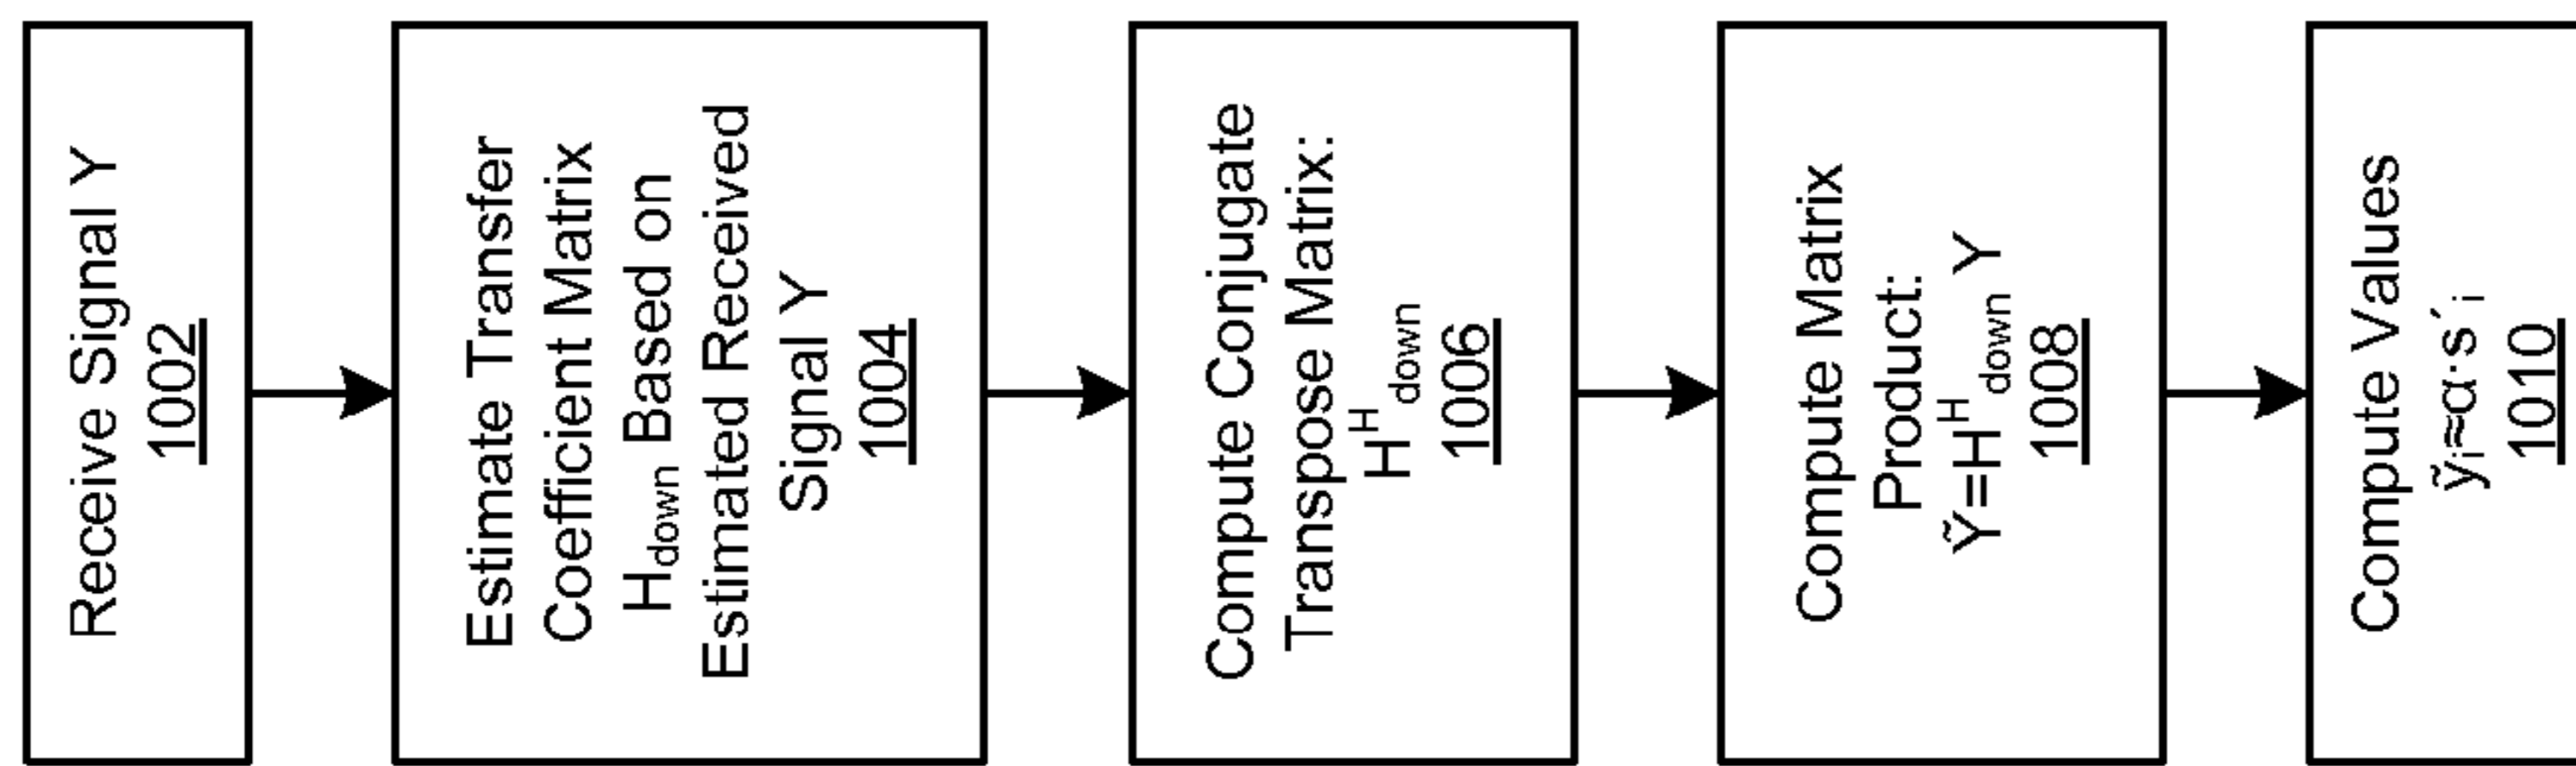 Receive Signal Y
1002
Estimate Transfer
Coefficient Matrix
H_down Based on
Estimated Received
Signal Y
1004
Compute Conjugate
Transpose Matrix:
H^H_down
1006
Compute Matrix
Product:
Ỹ=H^H_down Y
1008
Compute Values
ỹ_i≈α·s´_i
1010